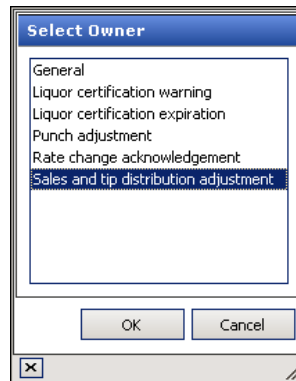 Select Owner
General
Liquor certification warning
Liquor certification expiration
Punch adjustment
Rate change acknowledgement
Sales and tip distribution adjustment
OK
Cancel